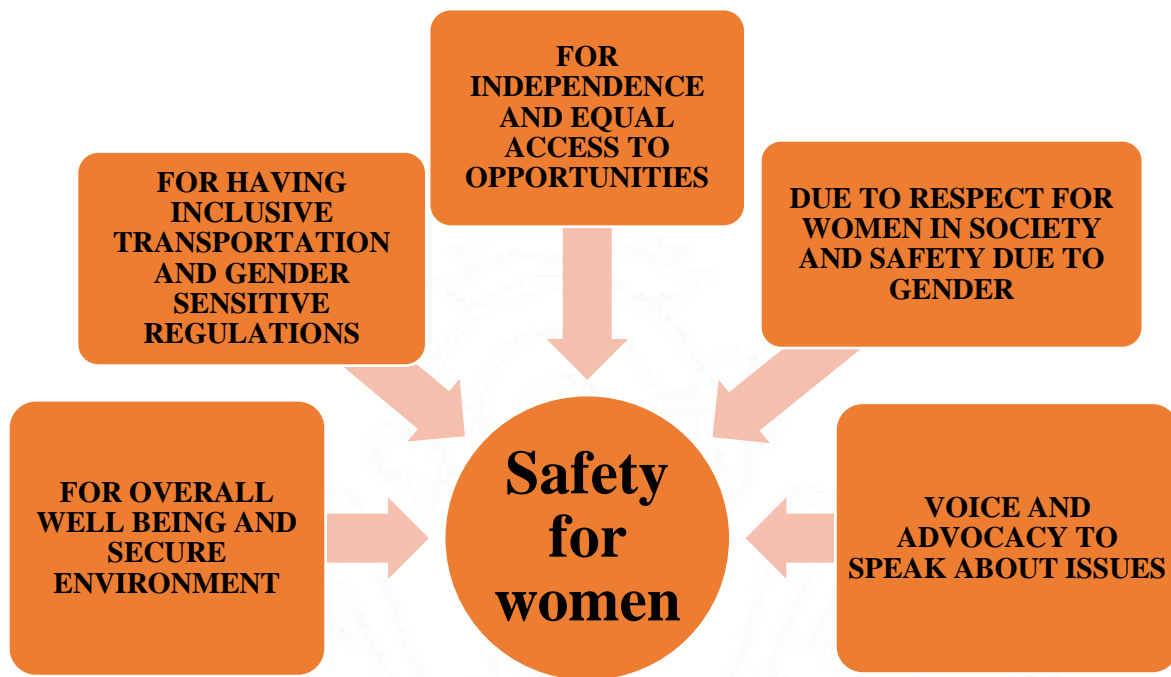 FOR OVERALL
WELL BEING AND
SECURE
ENVIRONMENT
FOR HAVING
INCLUSIVE
TRANSPORTATION
AND GENDER
SENSITIVE
REGULATIONS
FOR
INDEPENDENCE
AND EQUAL
ACCESS TO
OPPORTUNITIES
DUE TO RESPECT FOR
WOMEN IN SOCIETY
AND SAFETY DUE TO
GENDER
VOICE AND
ADVOCACY TO
SPEAK ABOUT ISSUES
Safety
for
women